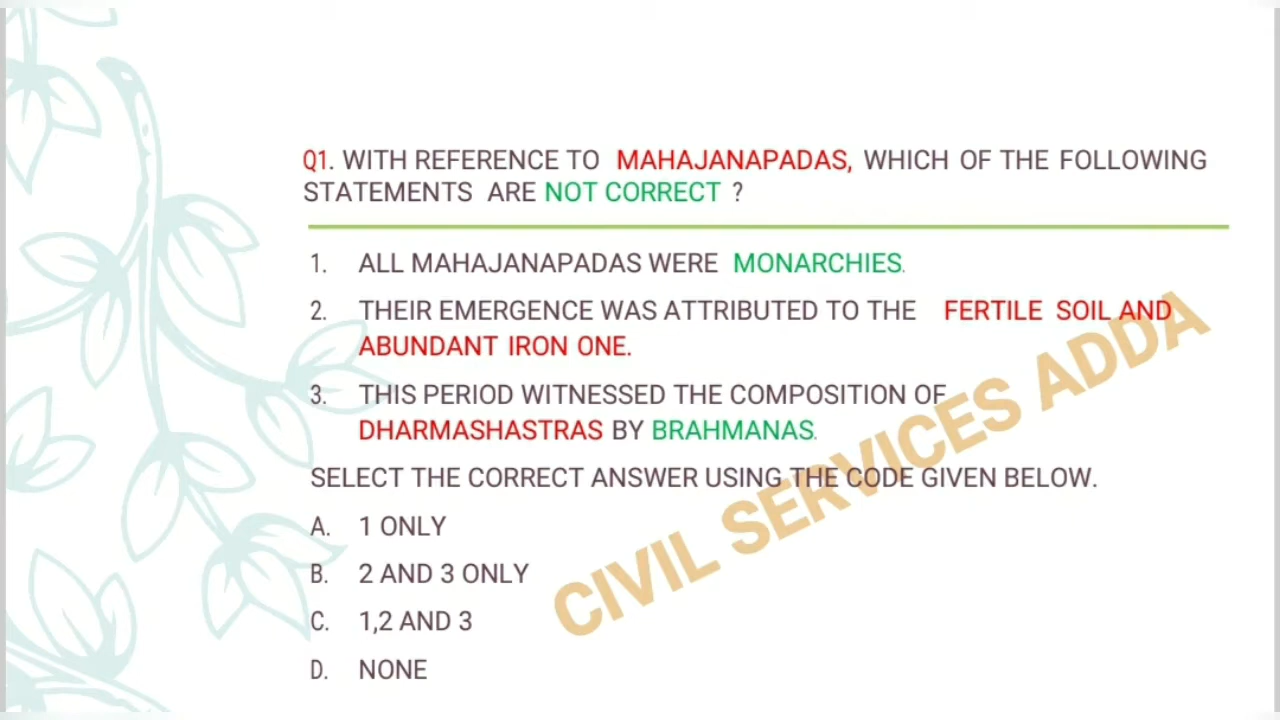 Q1. WITH REFERENCE TO MAHAJANAPADAS, WHICH OF THE FOLLOWING
STATEMENTS ARE NOT CORRECT ?
1. ALL MAHAJANAPADAS WERE MONARCHIES.
2. THEIR EMERGENCE WAS ATTRIBUTED TO THE FERTILE SOIL AND
ABUNDANT IRON ONE.
3. THIS PERIOD WITNESSED THE COMPOSITION OF
DHARMASHASTRAS BY BRAHMANAS.
SELECT THE CORRECT ANSWER USING THE CODE GIVEN BELOW.
A. 1 ONLY
B. 2 AND 3 ONLY
C. 1,2 AND 3
D. NONE
CIVIL SERVICES ADDA